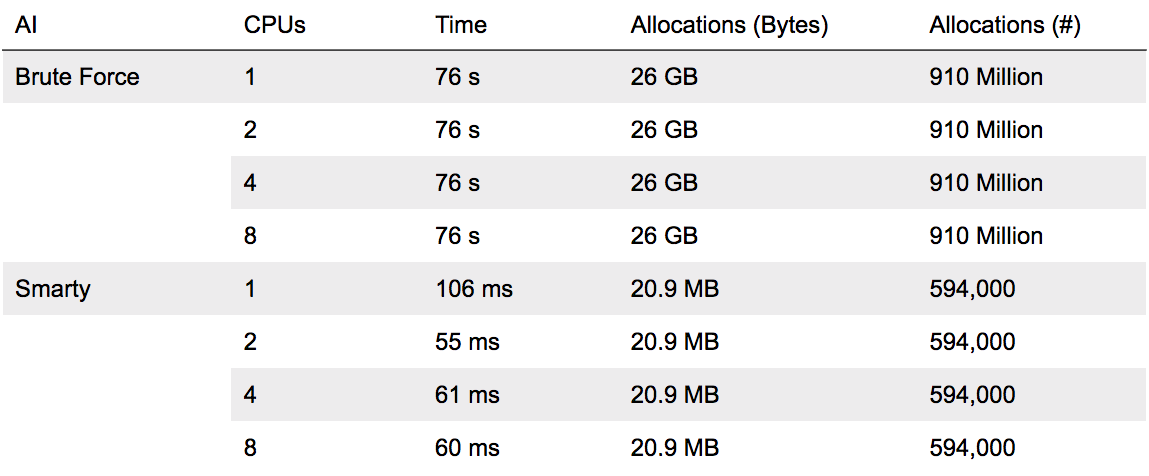 AI CPUs Time Allocations (Bytes) Allocations (#)
Brute Force 1 76 s 26 GB 910 Million
2 76 s 26 GB 910 Million
4 76 s 26 GB 910 Million
8 76 s 26 GB 910 Million
Smarty 1 106 ms 20.9 MB 594,000
2 55 ms 20.9 MB 594,000
4 61 ms 20.9 MB 594,000
8 60 ms 20.9 MB 594,000